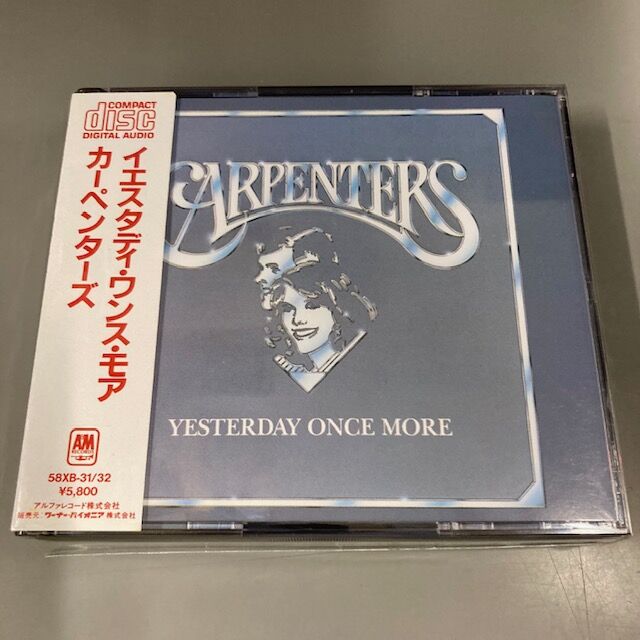 COMPACT
disc
DIGITAL AUDIO
イエスタディ・ワンス・モア
カーペンターズ
A&M
RECORDS
58XB-31/32
¥5,800
アルファレコード株式会社
販売元:ワーナー・パイオニア株式会社
CARPENTERS
YESTERDAY ONCE MORE